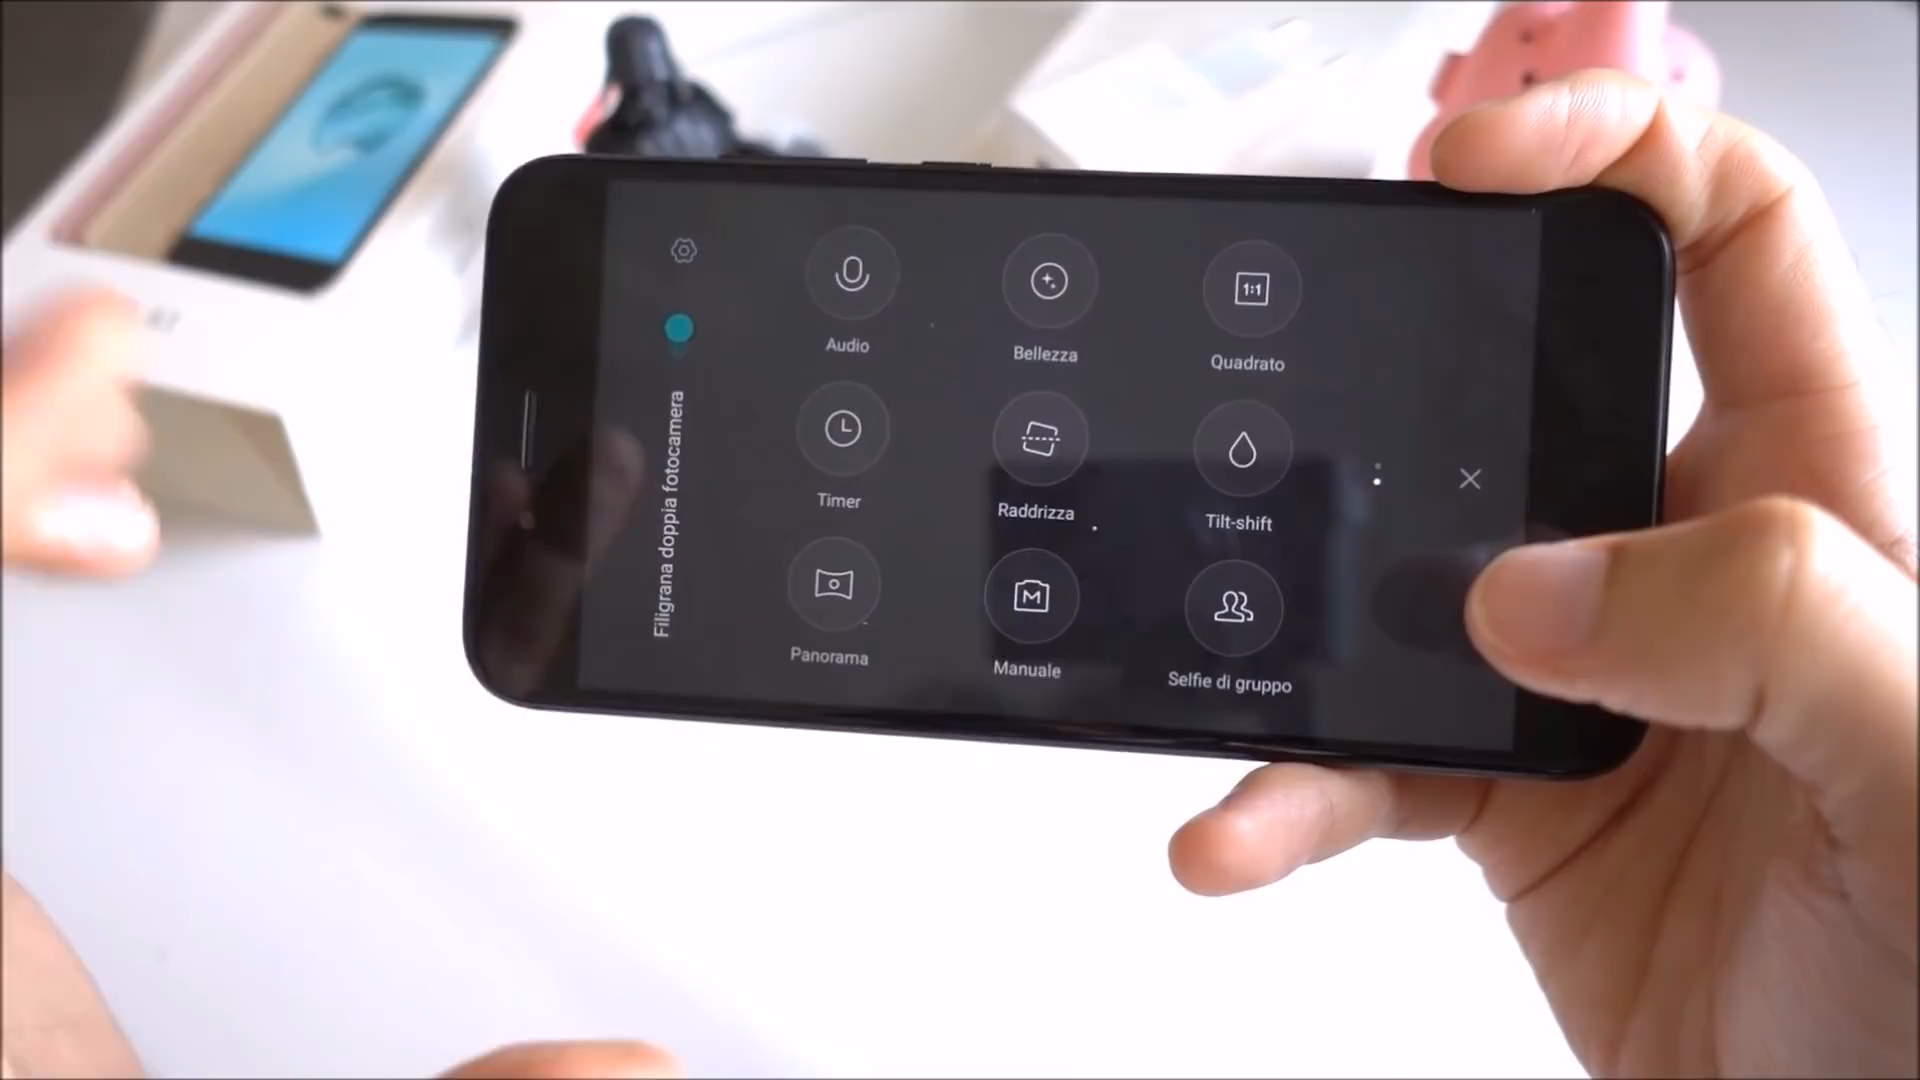 Filigrana doppia fotocamera
Audio
Bellezza
1:1
Quadrato
Timer
Raddrizza
Tilt-shift
Panorama
M
Manuale
Selfie di gruppo